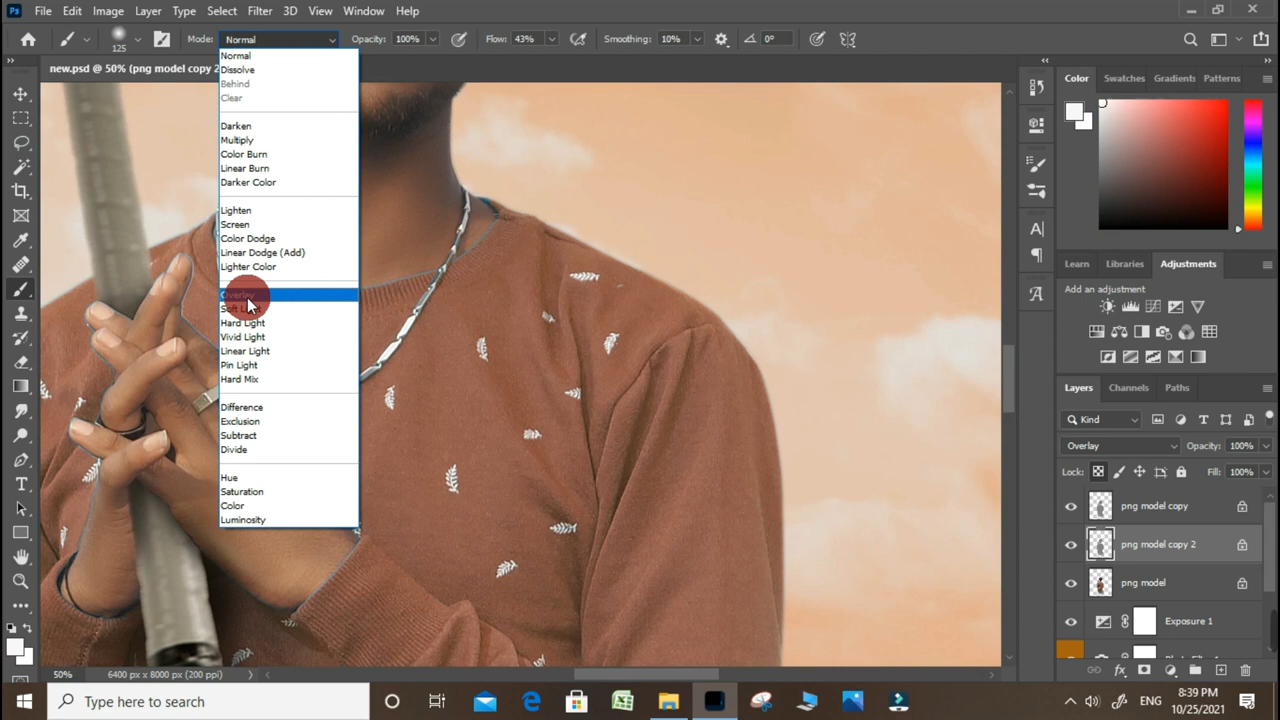 Ps File Edit Image Layer Type Select Filter 3D View Window Help
125 Mode: Normal Opacity: 100% Flow: 43% Smoothing: 10% 0°
new.psd @ 50% (png model copy 2
Normal
Dissolve
Behind
Clear
Darken
Multiply
Color Burn
Linear Burn
Darker Color
Lighten
Screen
Color Dodge
Linear Dodge (Add)
Lighter Color
Overlay
Soft Light
Hard Light
Vivid Light
Linear Light
Pin Light
Hard Mix
Difference
Exclusion
Subtract
Divide
Hue
Saturation
Color
Luminosity
Color Swatches Gradients Patterns
Learn Libraries Adjustments
Add an adjustment
Layers Channels Paths
Kind
Overlay Opacity: 100%
Lock: Fill: 100%
png model copy
png model copy 2
png model
Exposure 1
50% 6400 px x 8000 px (200 ppi)
Type here to search
ENG
8:39 PM
10/25/2021